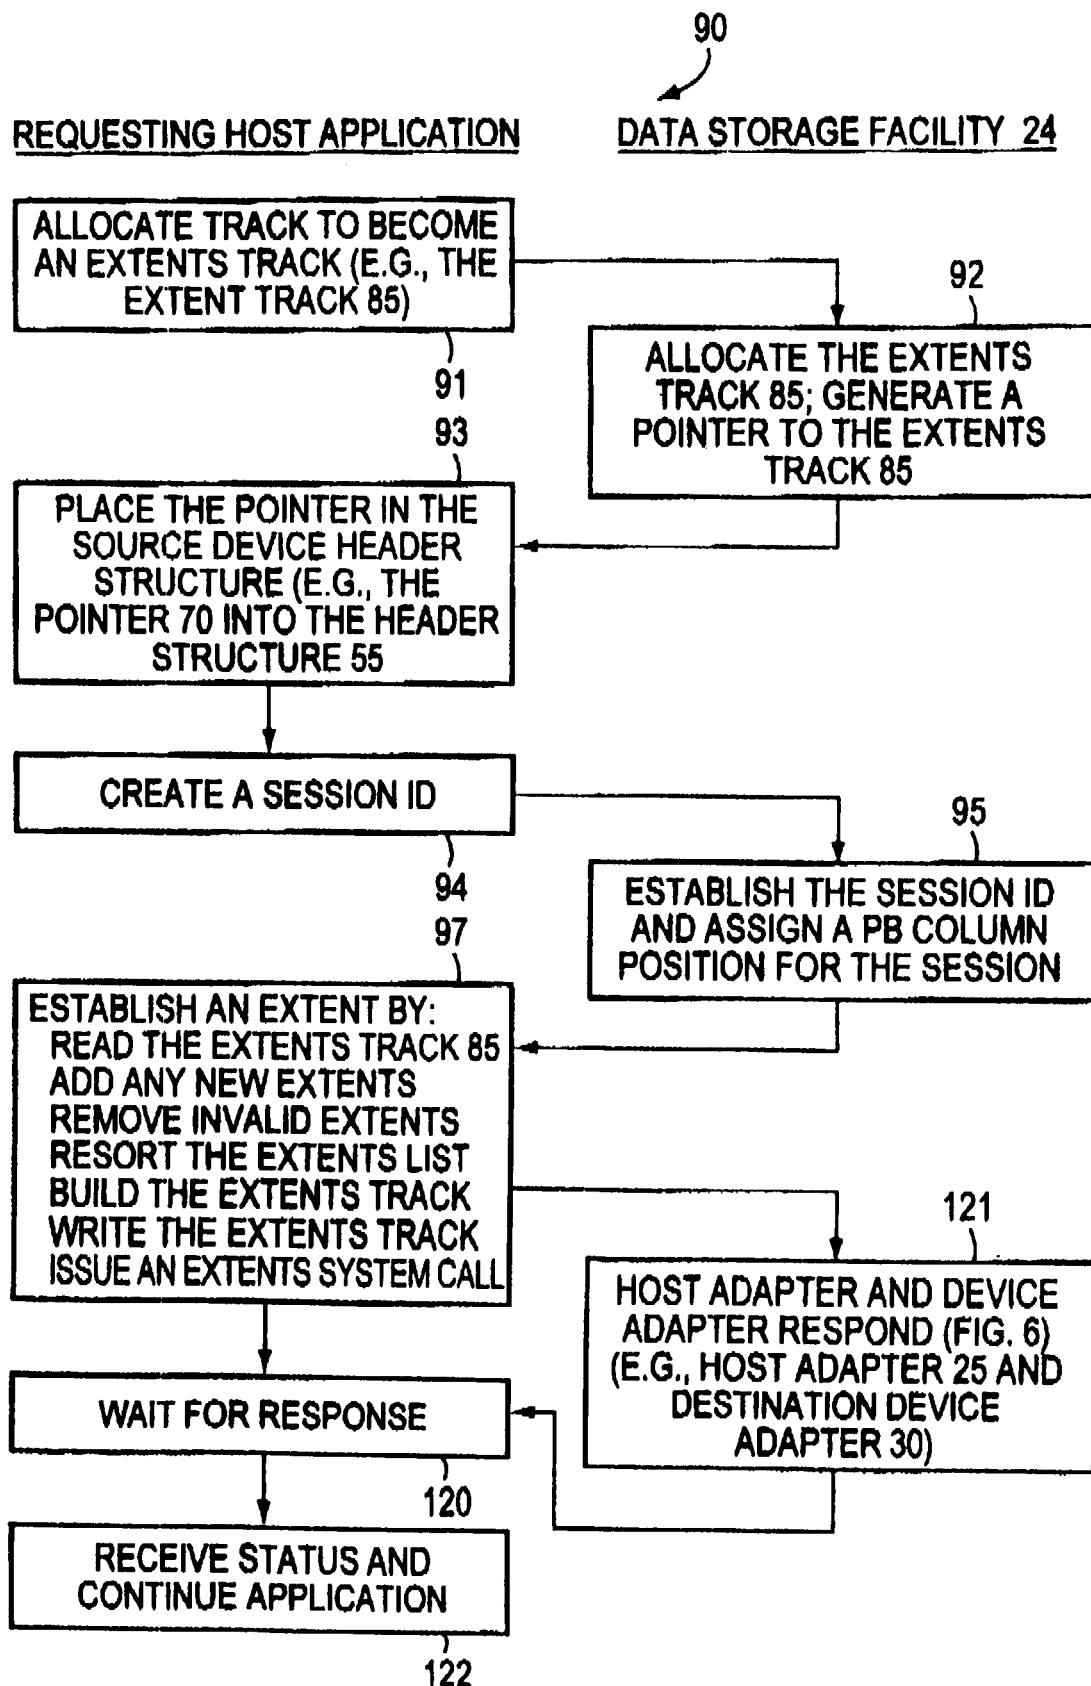 90
REQUESTING HOST APPLICATION
DATA STORAGE FACILITY 24
ALLOCATE TRACK TO BECOME
AN EXTENTS TRACK (E.G., THE
EXTENT TRACK 85)
91
92
ALLOCATE THE EXTENTS
TRACK 85; GENERATE A
POINTER TO THE EXTENTS
TRACK 85
93
PLACE THE POINTER IN THE
SOURCE DEVICE HEADER
STRUCTURE (E.G., THE
POINTER 70 INTO THE HEADER
STRUCTURE 55
CREATE A SESSION ID
94
95
ESTABLISH THE SESSION ID
AND ASSIGN A PB COLUMN
POSITION FOR THE SESSION
97
ESTABLISH AN EXTENT BY:
READ THE EXTENTS TRACK 85
ADD ANY NEW EXTENTS
REMOVE INVALID EXTENTS
RESORT THE EXTENTS LIST
BUILD THE EXTENTS TRACK
WRITE THE EXTENTS TRACK
ISSUE AN EXTENTS SYSTEM CALL
121
HOST ADAPTER AND DEVICE
ADAPTER RESPOND (FIG. 6)
(E.G., HOST ADAPTER 25 AND
DESTINATION DEVICE
ADAPTER 30)
WAIT FOR RESPONSE
120
RECEIVE STATUS AND
CONTINUE APPLICATION
122